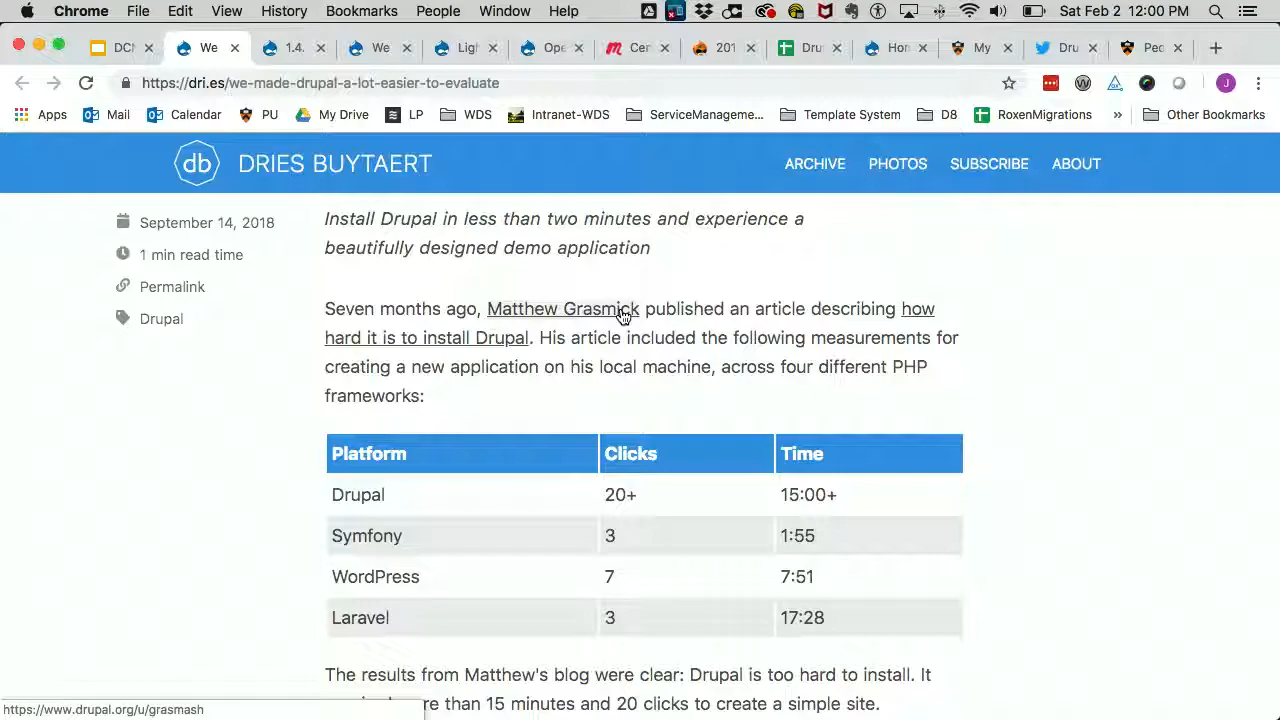 Chrome File Edit View History Bookmarks People Window Help Sat Feb 2 12:00 PM
We 1.4. We Ligh Ope Cer 201 Dru Hor My Dru Peo
https://dri.es/we-made-drupal-a-lot-easier-to-evaluate J
Apps Mail Calendar PU My Drive LP WDS Intranet-WDS ServiceManageme... Template System D8 RoxenMigrations » Other Bookmarks
db DRIES BUYTAERT ARCHIVE PHOTOS SUBSCRIBE ABOUT
September 14, 2018
1 min read time
Permalink
Drupal
Install Drupal in less than two minutes and experience a
beautifully designed demo application
Seven months ago, Matthew Grasmick published an article describing how
hard it is to install Drupal. His article included the following measurements for
creating a new application on his local machine, across four different PHP
frameworks:
Platform Clicks Time
Drupal 20+ 15:00+
Symfony 3 1:55
WordPress 7 7:51
Laravel 3 17:28
The results from Matthew's blog were clear: Drupal is too hard to install. It
than 15 minutes and 20 clicks to create a simple site.
https://www.drupal.org/u/grasmash